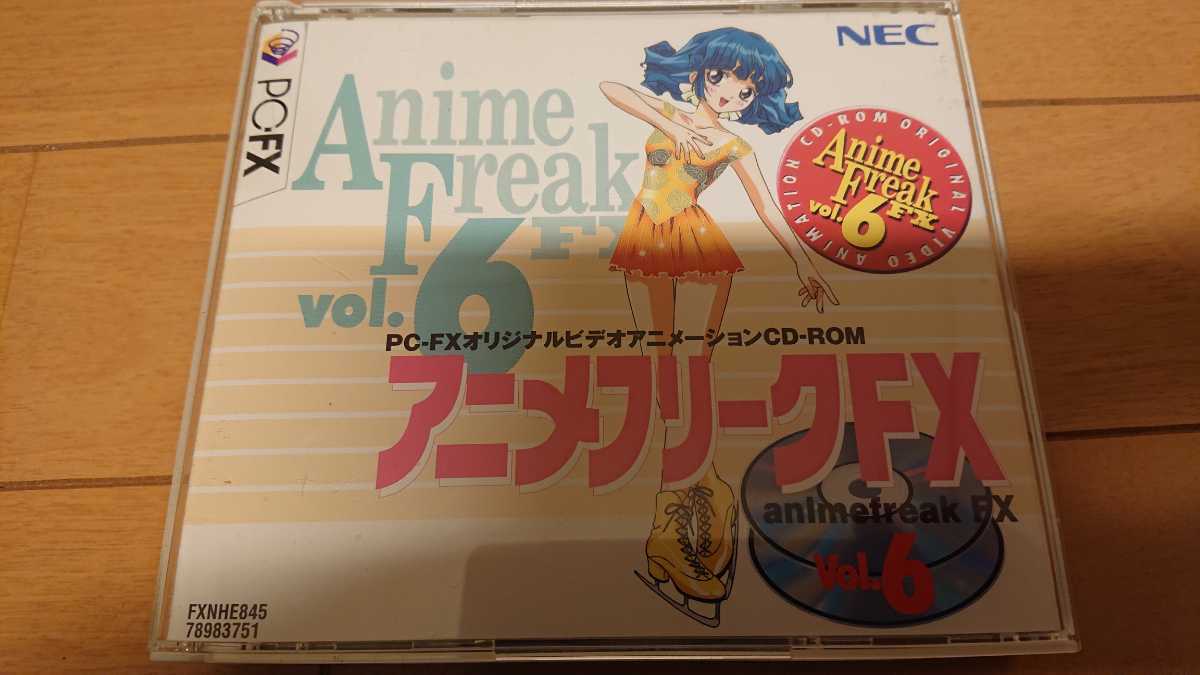 PC-FX
NEC
Anime
Freak
FX
vol. 6
CD-ROM ORIGINAL VIDEO ANIMATION
Anime
Freak
FX
vol. 6
PC-FXオリジナルビデオアニメーションCD-ROM
アニメフリークFX
animefreak FX
Vol.6
FXNHE845
78983751